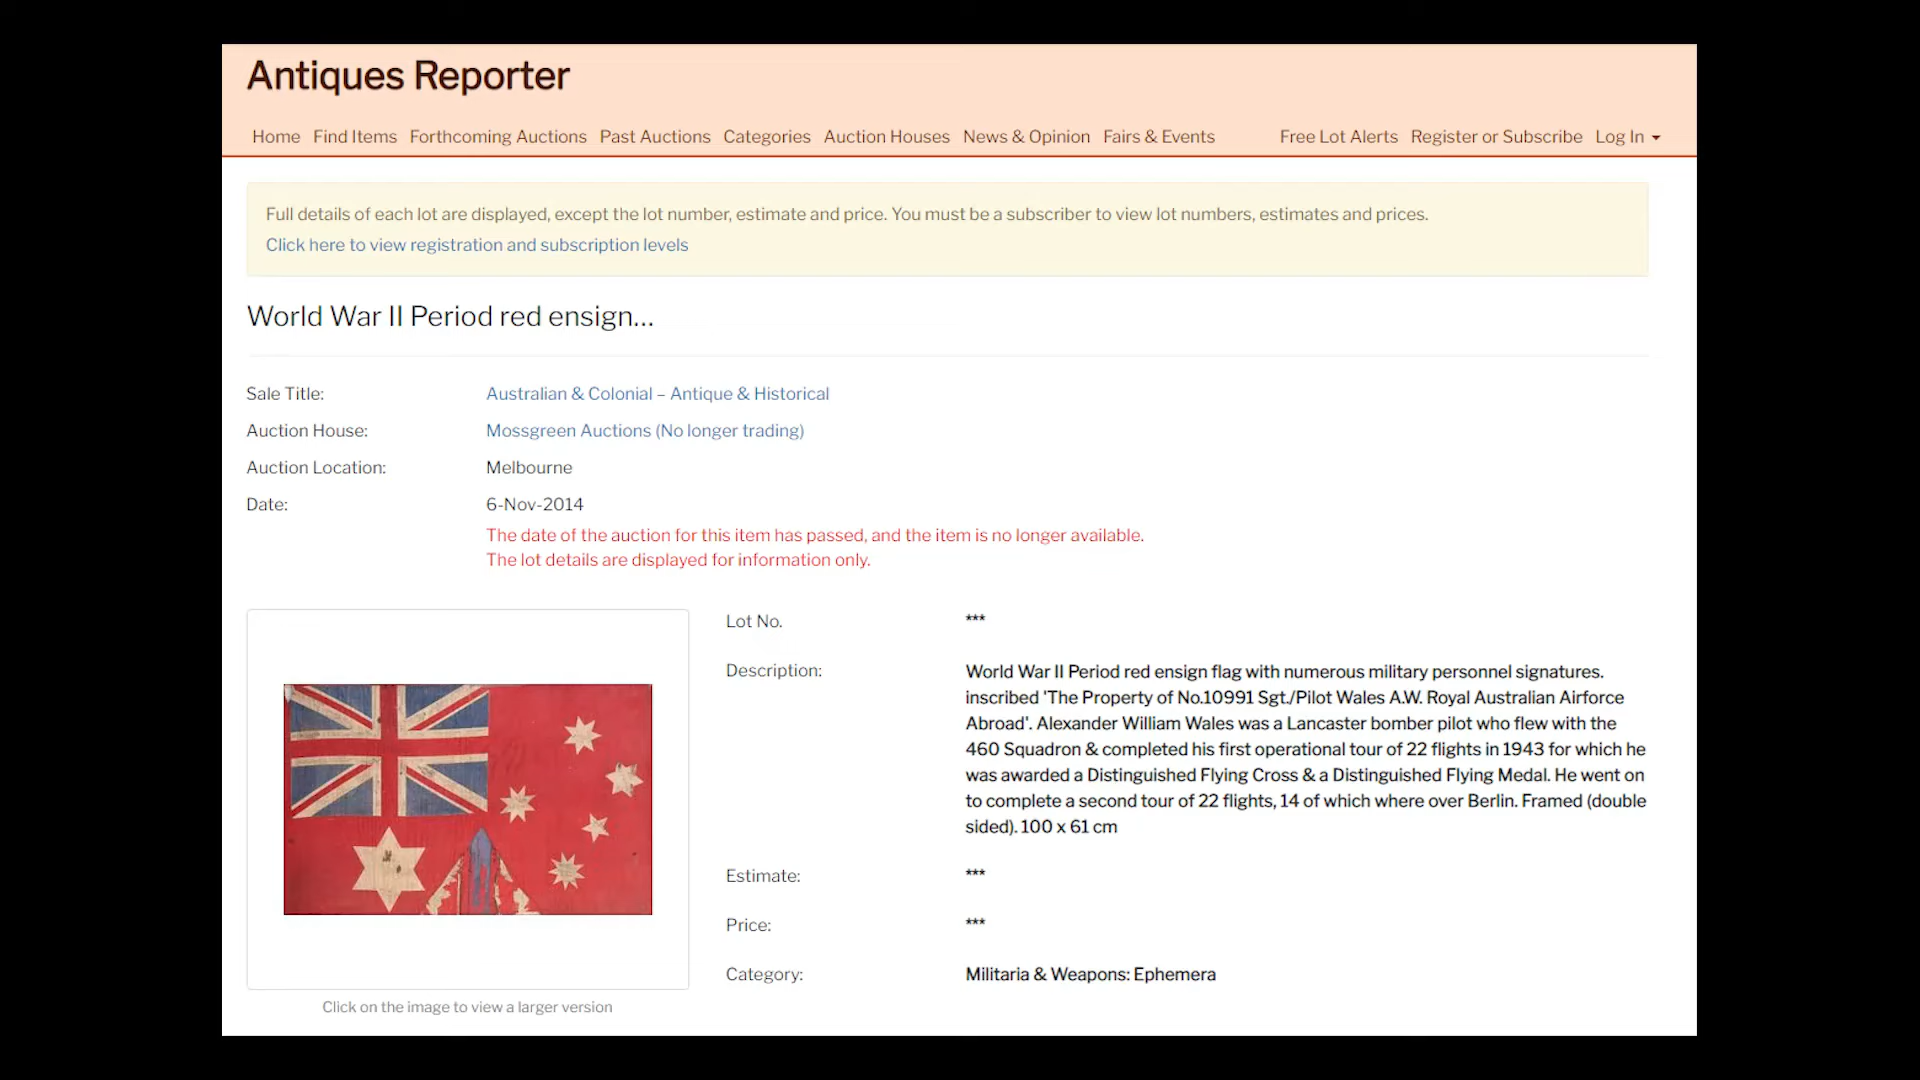 Antiques Reporter
Home Find Items Forthcoming Auctions Past Auctions Categories Auction Houses News & Opinion Fairs & Events Free Lot Alerts Register or Subscribe Log In
Full details of each lot are displayed, except the lot number, estimate and price. You must be a subscriber to view lot numbers, estimates and prices.
Click here to view registration and subscription levels
World War II Period red ensign...
Sale Title: Australian & Colonial – Antique & Historical
Auction House: Mossgreen Auctions (No longer trading)
Auction Location: Melbourne
Date: 6-Nov-2014
The date of the auction for this item has passed, and the item is no longer available.
The lot details are displayed for information only.
Lot No. ***
Description: World War II Period red ensign flag with numerous military personnel signatures.
inscribed 'The Property of No.10991 Sgt./Pilot Wales A.W. Royal Australian Airforce
Abroad'. Alexander William Wales was a Lancaster bomber pilot who flew with the
460 Squadron & completed his first operational tour of 22 flights in 1943 for which he
was awarded a Distinguished Flying Cross & a Distinguished Flying Medal. He went on
to complete a second tour of 22 flights, 14 of which where over Berlin. Framed (double
sided). 100 x 61 cm
Estimate: ***
Price: ***
Category: Militaria & Weapons: Ephemera
Click on the image to view a larger version